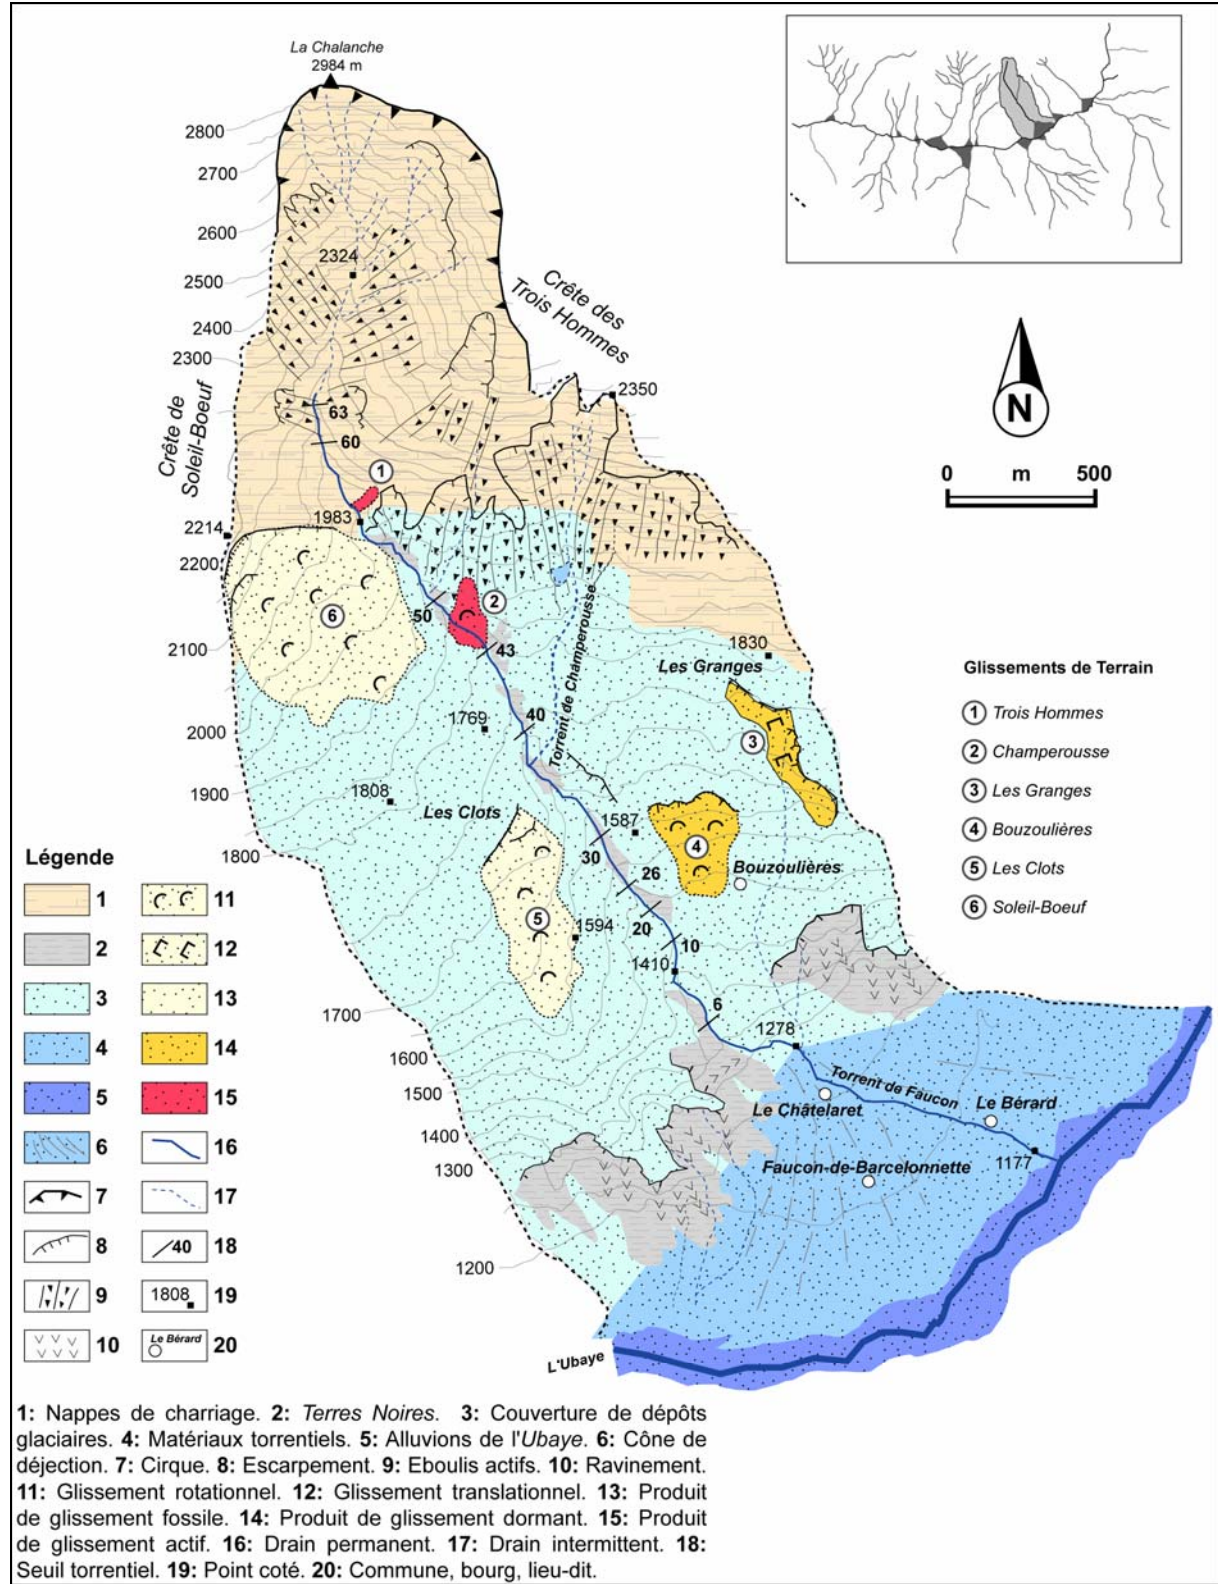 La Chalanche
2984 m
2800
2700
2600
2324
2500
2400
2300
Crête des
Trois Hommes
2350
Crête de
Soleil-Boeuf
63
60
1
1983
2214
2200
2
50
6
43
2100
1830
Les Granges
Torrent de Champerousse
1769
40
2000
3
1900
1808
Les Clots
1587
4
1800
30
Bouzoulières
26
5
1594
20
10
1410
1700
6
1278
1600
Torrent de Faucon
1500
Le Châtelaret
Le Bérard
1400
1177
1300
Faucon-de-Barcelonnette
1200
L'Ubaye
N
0 m 500
Glissements de Terrain
1 Trois Hommes
2 Champerousse
3 Les Granges
4 Bouzoulières
5 Les Clots
6 Soleil-Boeuf
Légende
1 11
2 12
3 13
4 14
5 15
6 16
7 17
8 40 18
9 1808 19
10 Le Bérard 20
1: Nappes de charriage. 2: Terres Noires. 3: Couverture de dépôts
glaciaires. 4: Matériaux torrentiels. 5: Alluvions de l'Ubaye. 6: Cône de
déjection. 7: Cirque. 8: Escarpement. 9: Eboulis actifs. 10: Ravinement.
11: Glissement rotationnel. 12: Glissement translationnel. 13: Produit
de glissement fossile. 14: Produit de glissement dormant. 15: Produit
de glissement actif. 16: Drain permanent. 17: Drain intermittent. 18:
Seuil torrentiel. 19: Point coté. 20: Commune, bourg, lieu-dit.